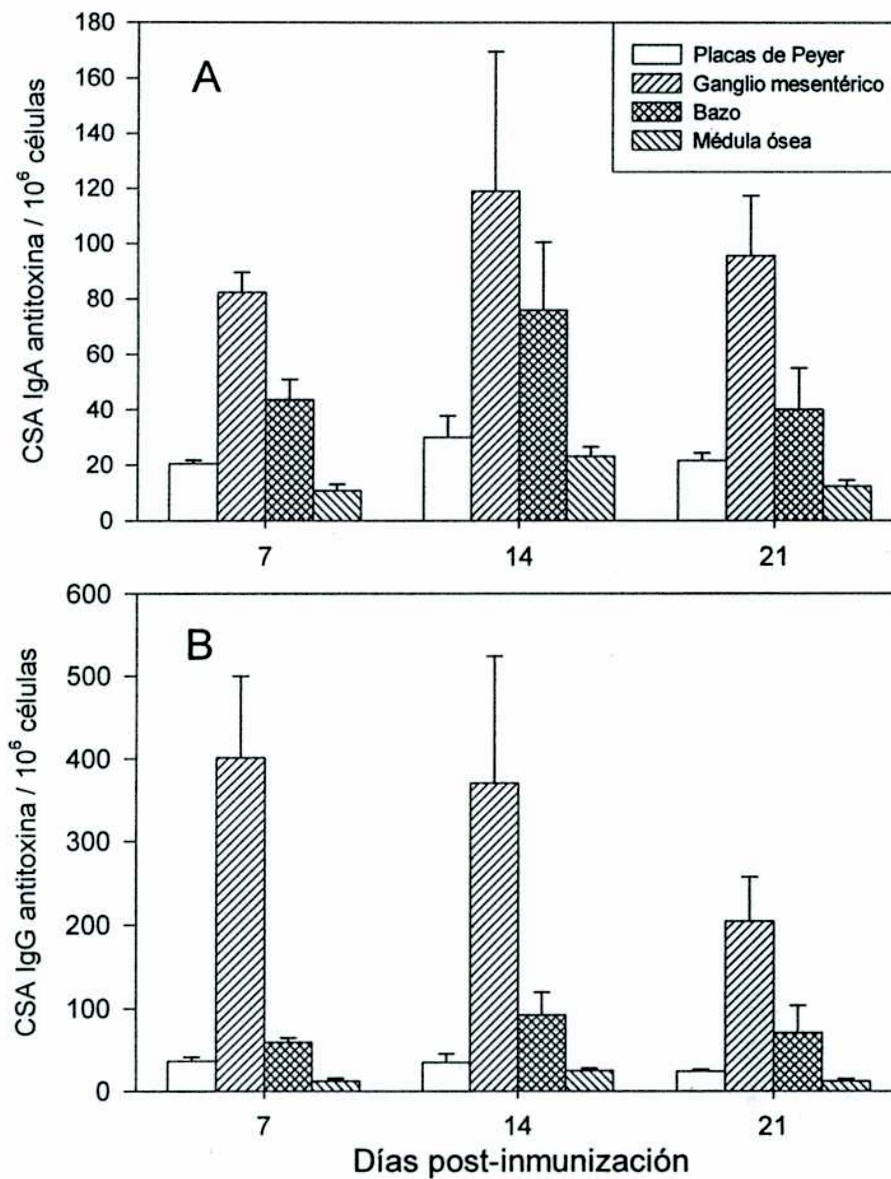 A
CSA IgA antitoxina / 10⁶ células
180
160
140
120
100
80
60
40
20
0
Placas de Peyer
Ganglio mesentérico
Bazo
Médula ósea
7 14 21
B
CSA IgG antitoxina / 10⁶ células
600
500
400
300
200
100
0
7 14 21
Días post-inmunización